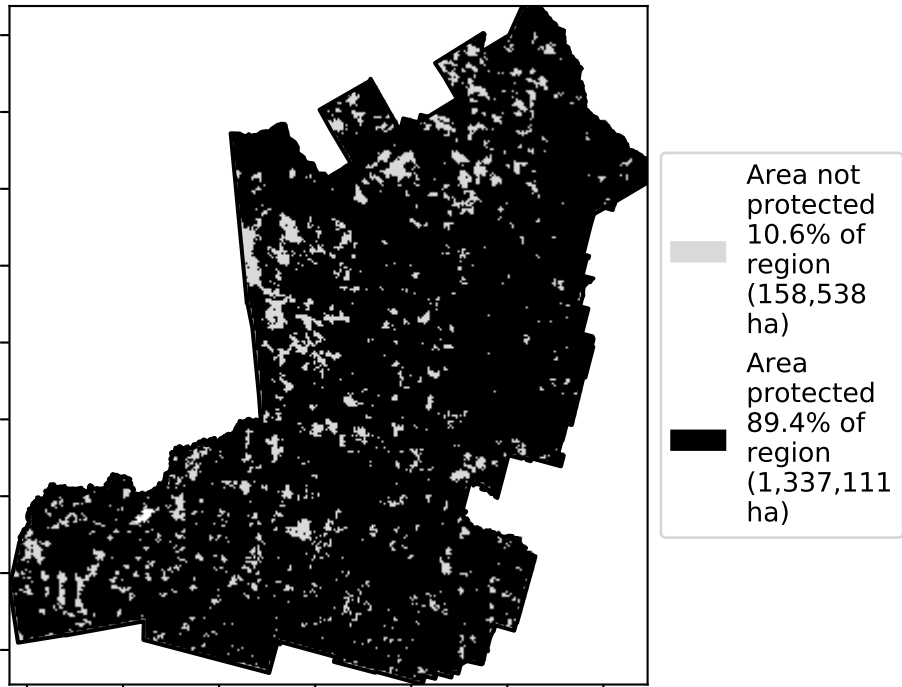 Area not
protected
10.6% of
region
(158,538
ha)
Area
protected
89.4% of
region
(1,337,111
ha)